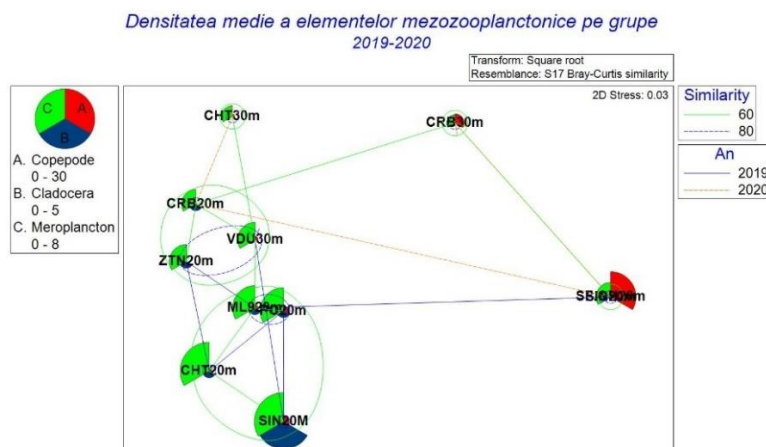 Densitatea medie a elementelor mezozooplanctonice pe grupe
2019-2020
Transform: Square root
Resemblance: S17 Bray-Curtis similarity
2D Stress: 0.03
C
A
B
A. Copepode
0 - 30
B. Cladocera
0 - 5
C. Meroplancton
0 - 8
Similarity
60
80
An
2019
2020
CHT30m
CRB30m
CRB20m
VDU30m
ZTN20m
CHT20m
SIN20M